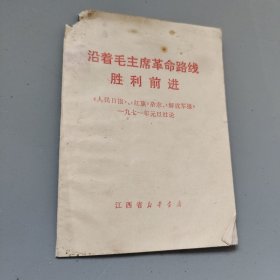 沿着毛主席革命路线
胜利前进
《人民日报》、《红旗》杂志、《解放军报》
一九七一年元旦社论
江西省新华书店